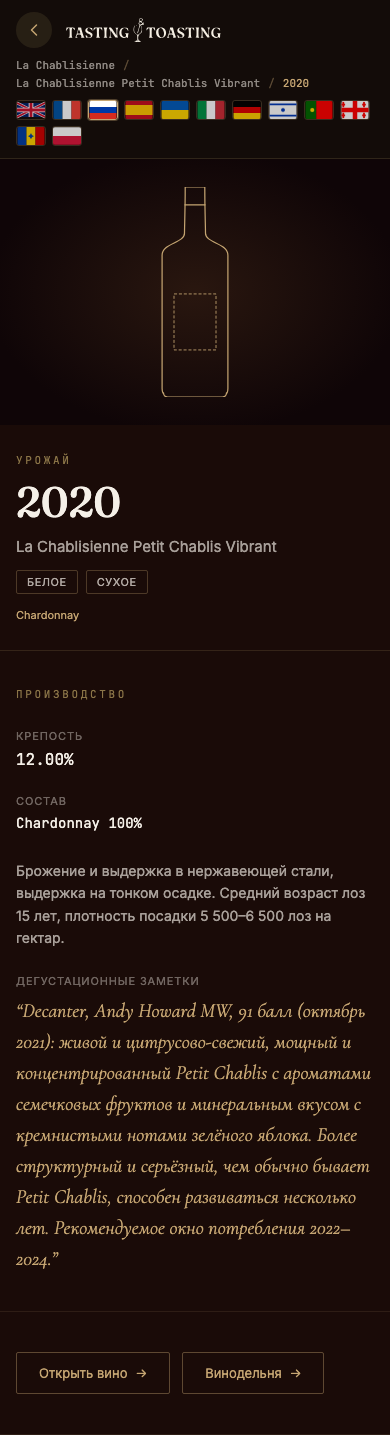 TASTING TOASTING
La Chablisienne /
La Chablisienne Petit Chablis Vibrant / 2020
УРОЖАЙ
2020
La Chablisienne Petit Chablis Vibrant
БЕЛОЕ СУХОЕ
Chardonnay
ПРОИЗВОДСТВО
КРЕПОСТЬ
12.00%
СОСТАВ
Chardonnay 100%
Брожение и выдержка в нержавеющей стали,
выдержка на тонком осадке. Средний возраст лоз
15 лет, плотность посадки 5 500–6 500 лоз на
гектар.
ДЕГУСТАЦИОННЫЕ ЗАМЕТКИ
“Decanter, Andy Howard MW, 91 балл (октябрь
2021): живой и цитрусово-свежий, мощный и
концентрированный Petit Chablis с ароматами
семечковых фруктов и минеральным вкусом с
кремнистыми нотами зелёного яблока. Более
структурный и серьёзный, чем обычно бывает
Petit Chablis, способен развиваться несколько
лет. Рекомендуемое окно потребления 2022–
2024.”
Открыть вино → Винодельня →